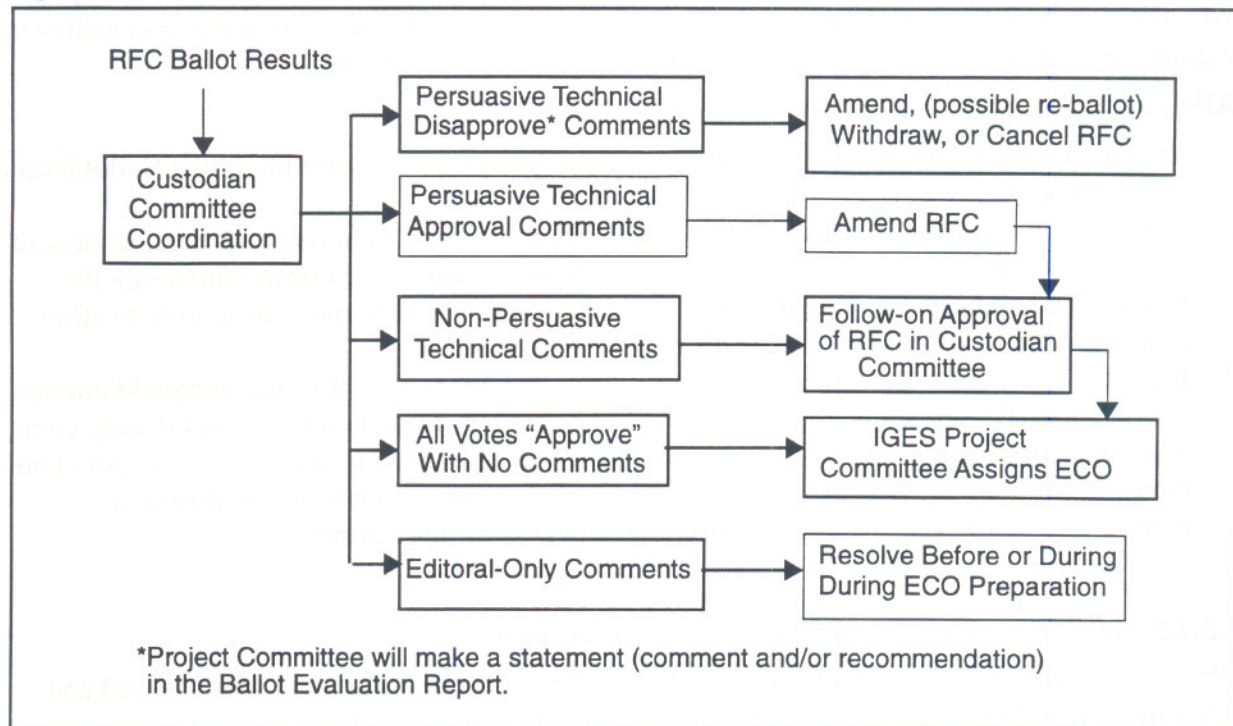 RFC Ballot Results
Custodian
Committee
Coordination
Persuasive Technical
Disapprove* Comments
Amend, (possible re-ballot)
Withdraw, or Cancel RFC
Persuasive Technical
Approval Comments
Amend RFC
Non-Persuasive
Technical Comments
Follow-on Approval
of RFC in Custodian
Committee
All Votes “Approve”
With No Comments
IGES Project
Committee Assigns ECO
Editoral-Only Comments
Resolve Before or During
During ECO Preparation
*Project Committee will make a statement (comment and/or recommendation)
in the Ballot Evaluation Report.